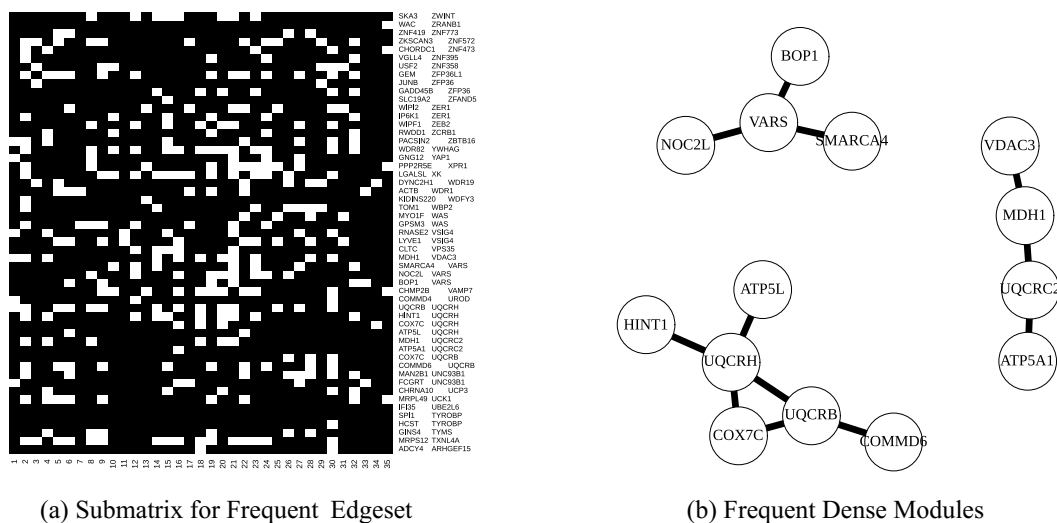 SKA3 ZWINT
WAC ZRANB1
ZNF419 ZNF773
ZKSCAN3 ZNF572
CHORDC1 ZNF473
VGLL4 ZNF395
USF2 ZNF358
GEM ZFP36L1
JUNB ZFP36
GADD45B ZFP36
SLC19A2 ZFAND5
WIPI2 ZER1
IP6K1 ZER1
WIPF1 ZEB2
RWDD1 ZCRB1
PACSIN2 ZBTB16
WDR82 YWHAG
GNG12 YAP1
PPP2R5E XPR1
LGALSL XK
DYNC2H1 WDR19
ACTB WDR1
KIDINS220 WDFY3
TOM1 WBP2
MYO1F WAS
GPSM3 WAS
RNASE2 VSIG4
LYVE1 VSIG4
CLTC VPS35
MDH1 VDAC3
SMARCA4 VARS
NOC2L VARS
BOP1 VARS
CHMP2B VAMP7
COMMD4 UROD
UQCRB UQCRH
HINT1 UQCRH
COX7C UQCRH
ATP5L UQCRH
MDH1 UQCRC2
ATP5A1 UQCRC2
COX7C UQCRB
COMMD6 UQCRB
MAN2B1 UNC93B1
FCGRT UNC93B1
CHRNA10 UCP3
MRPL49 UCK1
IFI35 UBE2L6
SPI1 TYROBP
HCST TYROBP
GINS4 TYMS
MRPS12 TXNL4A
ADCY4 ARHGEF15
1 2 3 4 5 6 7 8 9 10 11 12 13 14 15 16 17 18 19 20 21 22 23 24 25 26 27 28 29 30 31 32 33 34 35
(a) Submatrix for Frequent Edgeset
BOP1
VARS
NOC2L
SMARCA4
VDAC3
MDH1
UQCRC2
ATP5A1
ATP5L
HINT1
UQCRH
UQCRB
COX7C
COMMD6
(b) Frequent Dense Modules